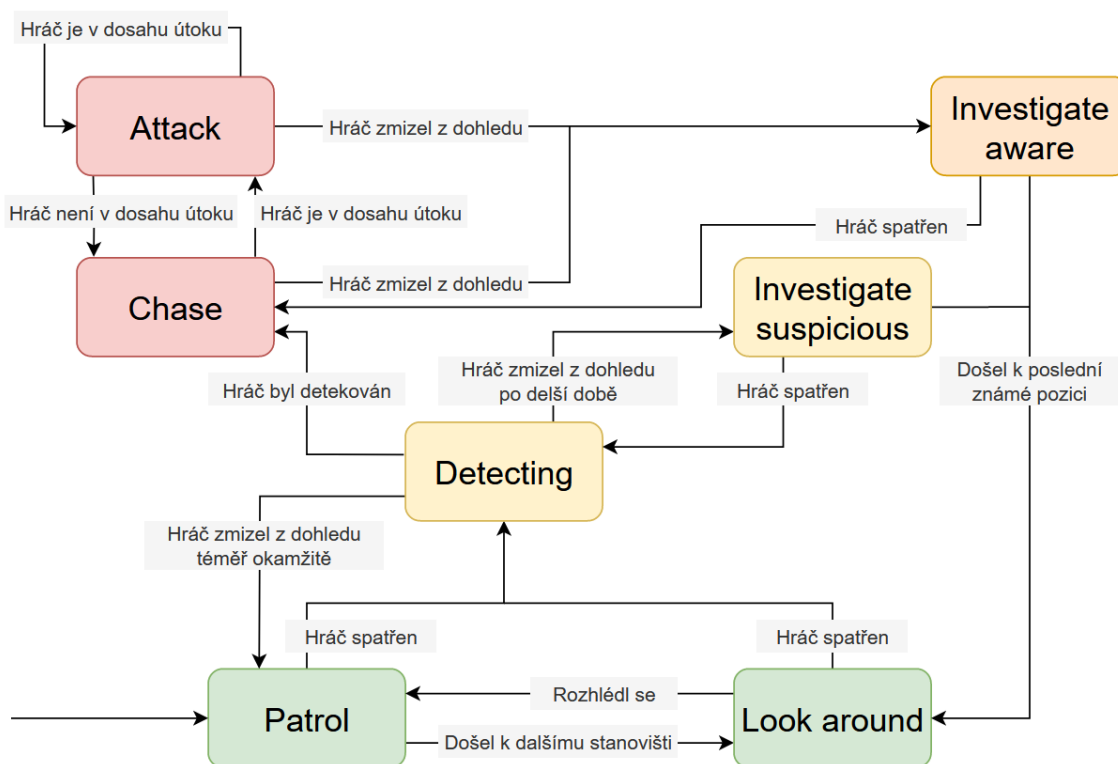 Hráč je v dosahu útoku
Attack
Hráč zmizel z dohledu
Investigate
aware
Hráč není v dosahu útoku
Hráč je v dosahu útoku
Hráč spatřen
Chase
Hráč zmizel z dohledu
Investigate
suspicious
Hráč byl detekován
Hráč zmizel z dohledu
po delší době
Hráč spatřen
Došel k poslední
známé pozici
Detecting
Hráč zmizel z dohledu
téměř okamžitě
Hráč spatřen
Hráč spatřen
Patrol
Rozhlédl se
Look around
Došel k dalšímu stanovišti